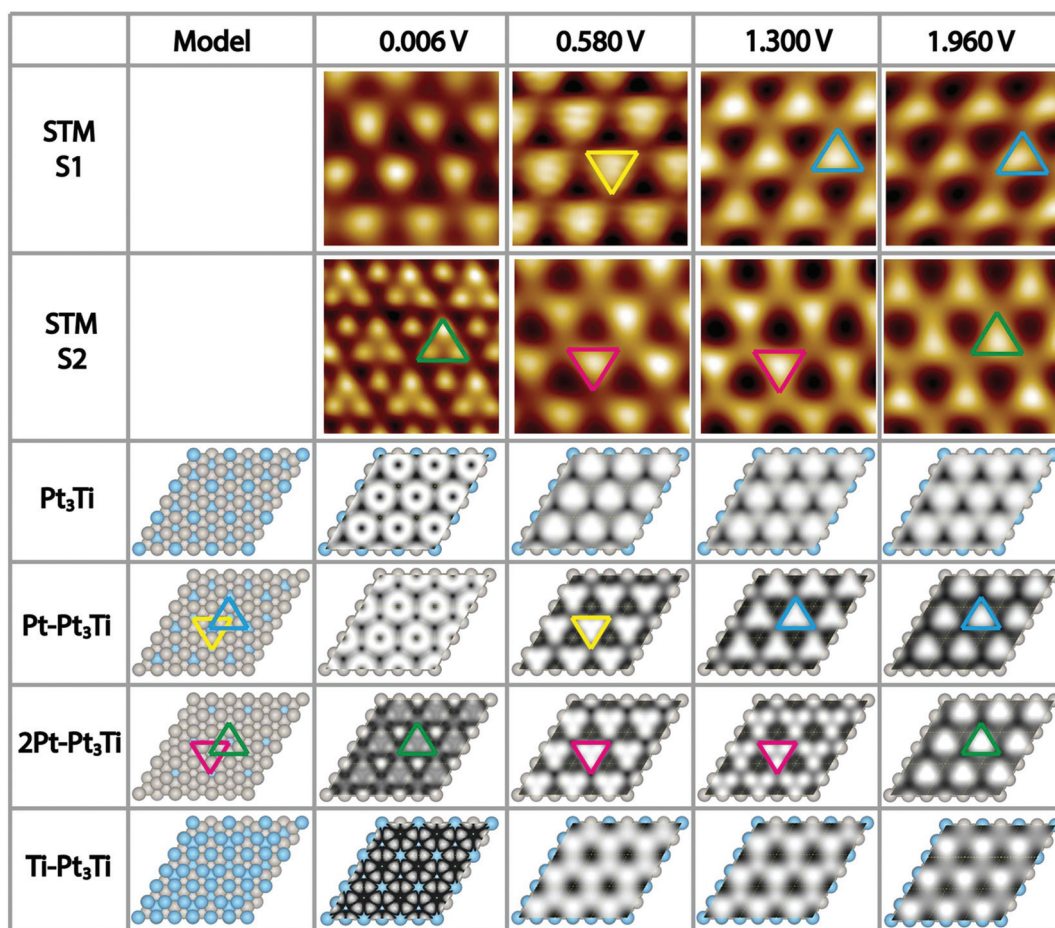 Model 0.006 V 0.580 V 1.300 V 1.960 V
STM
S1
STM
S2
Pt₃Ti
Pt-Pt₃Ti
2Pt-Pt₃Ti
Ti-Pt₃Ti